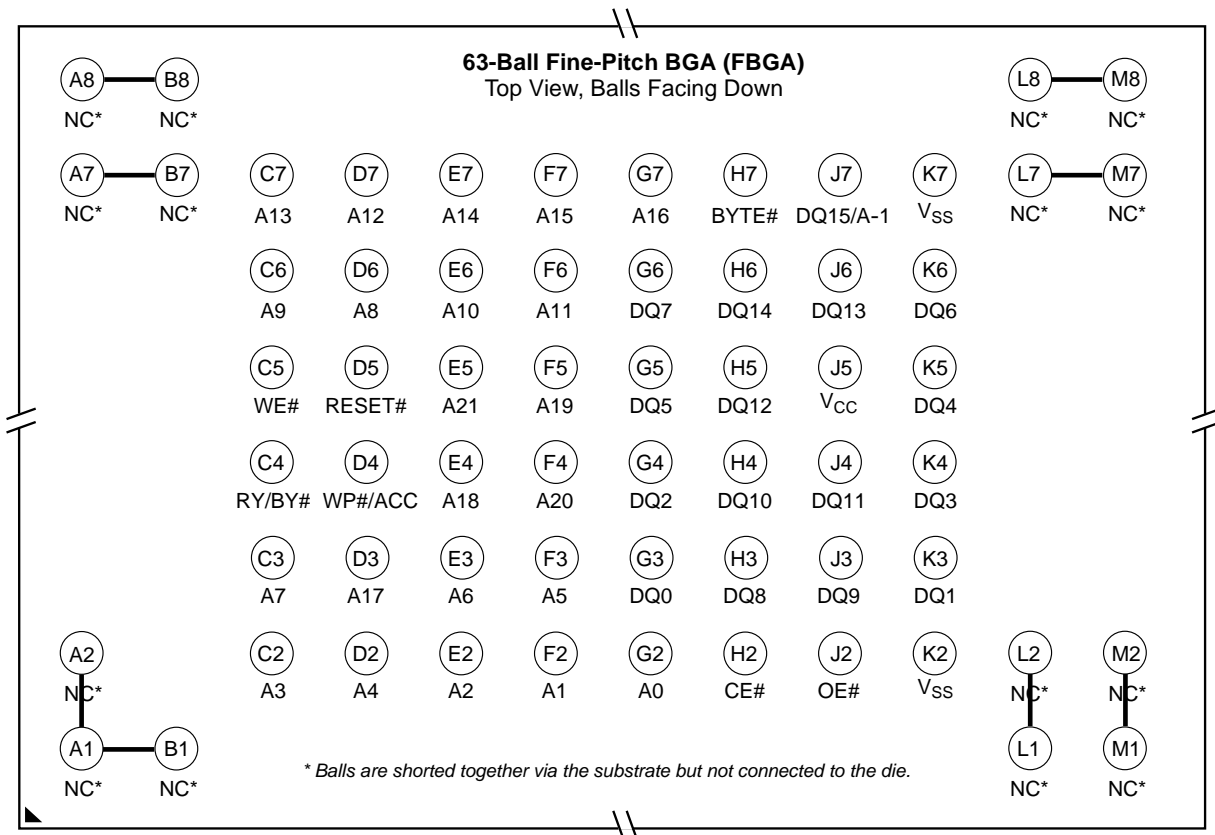 63-Ball Fine-Pitch BGA (FBGA)
Top View, Balls Facing Down
A8 B8 L8 M8
NC* NC* NC* NC*
A7 B7 C7 D7 E7 F7 G7 H7 J7 K7 L7 M7
NC* NC* A13 A12 A14 A15 A16 BYTE# DQ15/A-1 VSS NC* NC*
C6 D6 E6 F6 G6 H6 J6 K6
A9 A8 A10 A11 DQ7 DQ14 DQ13 DQ6
C5 D5 E5 F5 G5 H5 J5 K5
WE# RESET# A21 A19 DQ5 DQ12 VCC DQ4
C4 D4 E4 F4 G4 H4 J4 K4
RY/BY# WP#/ACC A18 A20 DQ2 DQ10 DQ11 DQ3
C3 D3 E3 F3 G3 H3 J3 K3
A7 A17 A6 A5 DQ0 DQ8 DQ9 DQ1
A2 C2 D2 E2 F2 G2 H2 J2 K2 L2 M2
NC* A3 A4 A2 A1 A0 CE# OE# VSS NC* NC*
A1 B1 L1 M1
NC* NC* NC* NC*
* Balls are shorted together via the substrate but not connected to the die.